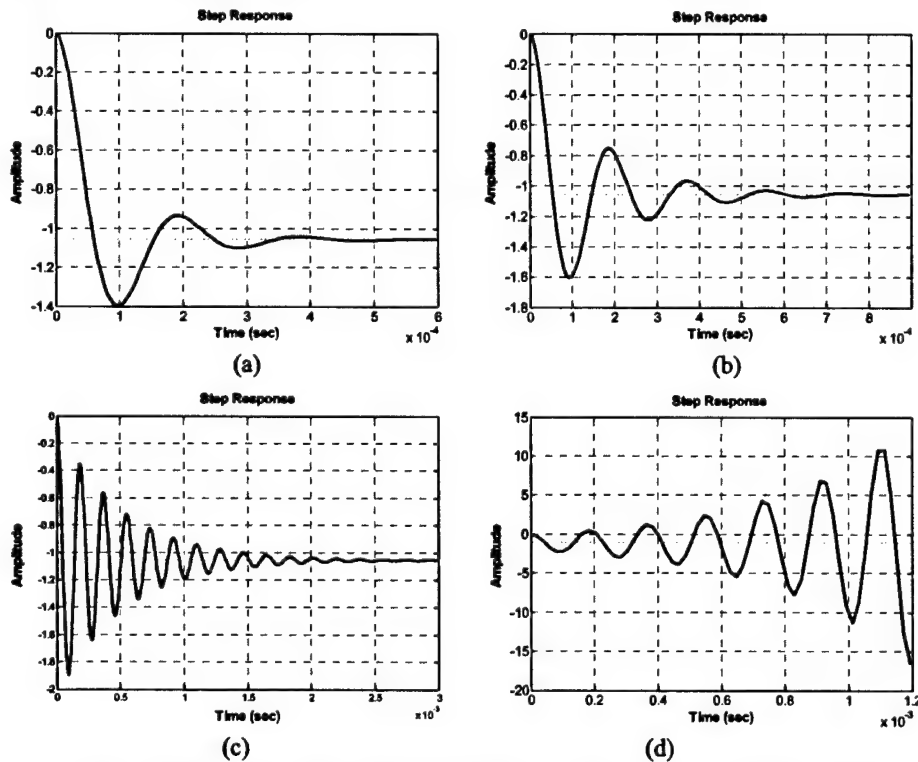 Step Response
Amplitude
0
-0.2
-0.4
-0.6
-0.8
-1
-1.2
-1.4
0 1 2 3 4 5 6
Time (sec)
x 10⁻⁴
(a)
Step Response
Amplitude
0
-0.2
-0.4
-0.6
-0.8
-1
-1.2
-1.4
-1.6
-1.8
0 1 2 3 4 5 6 7 8
Time (sec)
x 10⁻⁴
(b)
Step Response
Amplitude
0
-0.2
-0.4
-0.6
-0.8
-1
-1.2
-1.4
-1.6
-1.8
-2
0 0.5 1 1.5 2 2.5 3
Time (sec)
x10⁻³
(c)
Step Response
Amplitude
15
10
5
0
-5
-10
-15
-20
0 0.2 0.4 0.6 0.8 1 1.2
Time (sec)
x 10⁻³
(d)